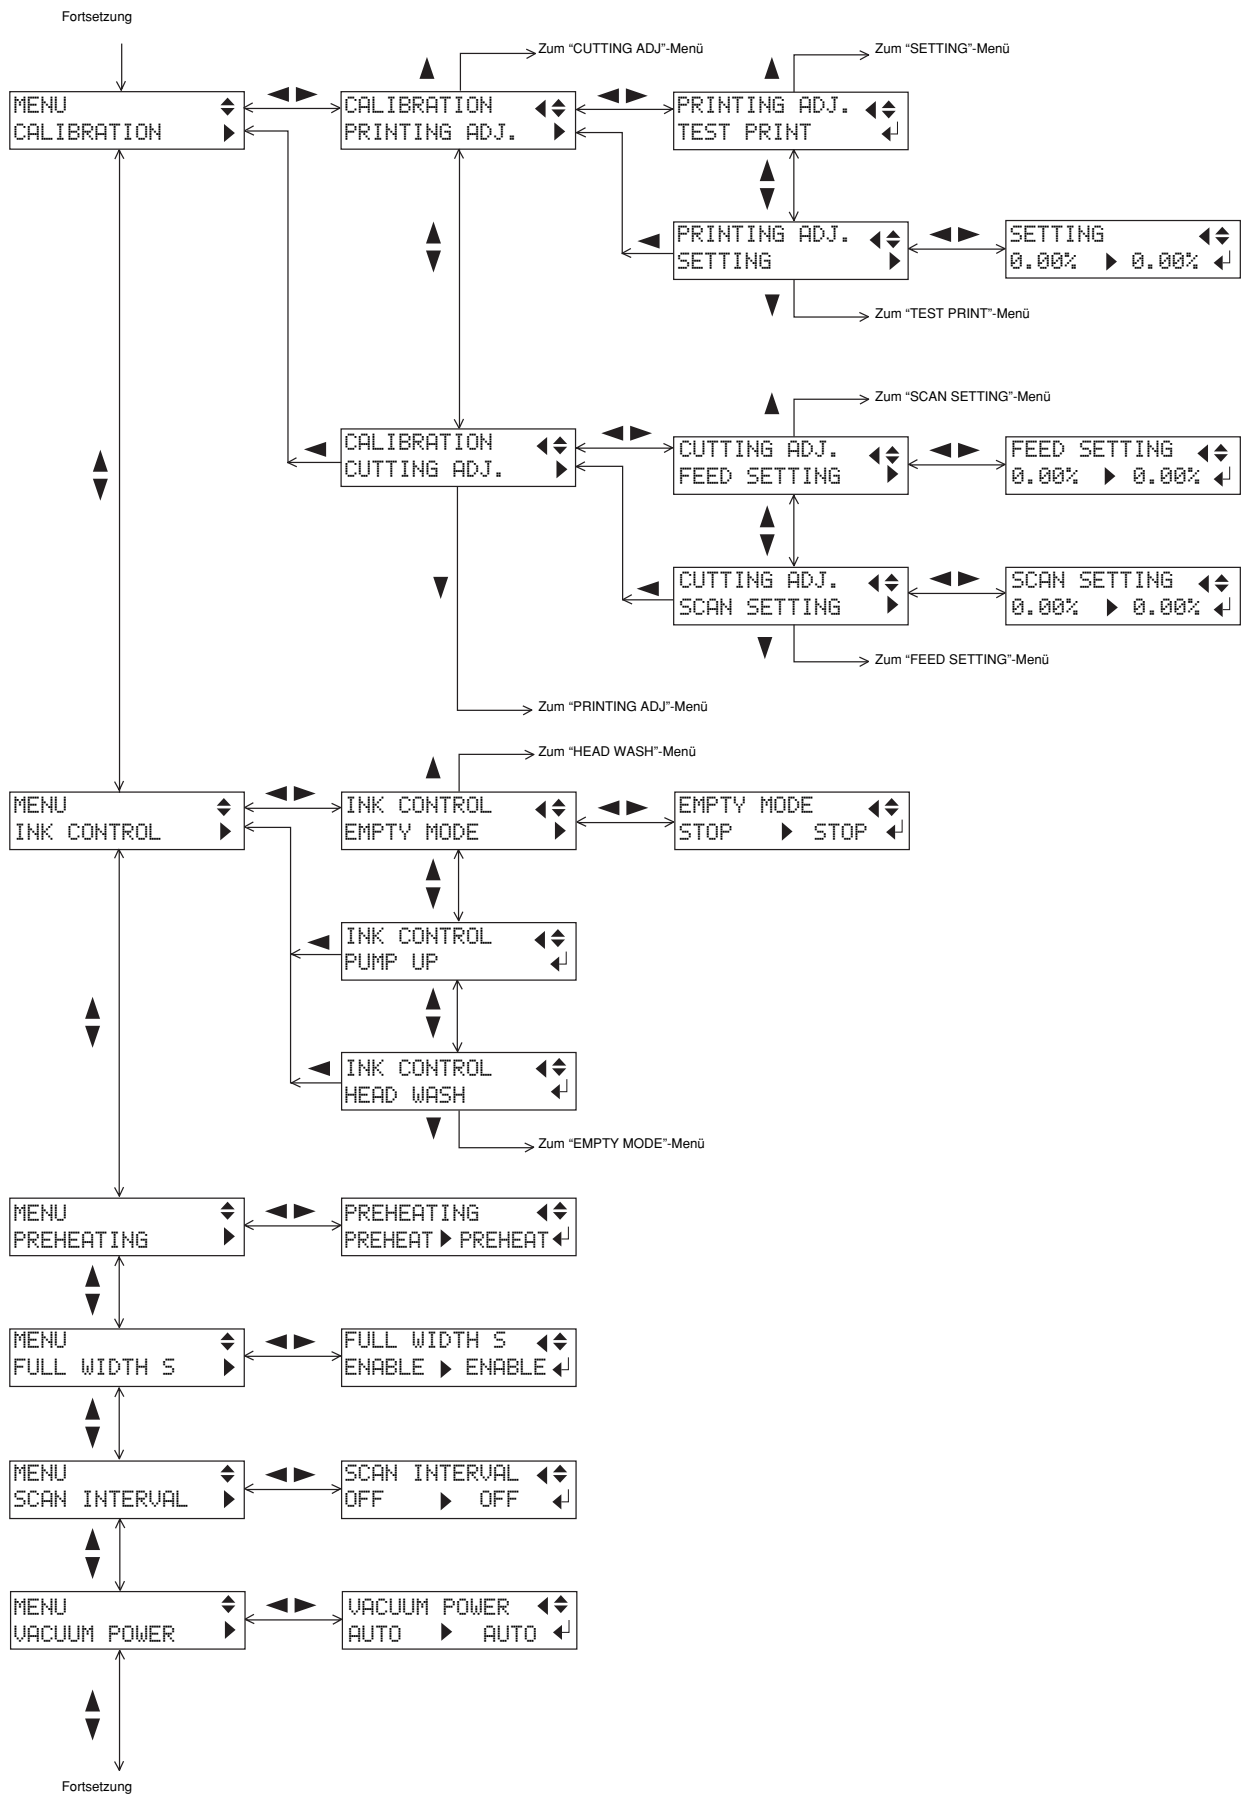 Fortsetzung
Zum “CUTTING ADJ”-Menü
Zum “SETTING”-Menü
MENU
CALIBRATION
CALIBRATION
PRINTING ADJ.
PRINTING ADJ.
TEST PRINT
PRINTING ADJ.
SETTING
SETTING
0.00% 0.00%
Zum “TEST PRINT”-Menü
Zum “SCAN SETTING”-Menü
CALIBRATION
CUTTING ADJ.
CUTTING ADJ.
FEED SETTING
FEED SETTING
0.00% 0.00%
CUTTING ADJ.
SCAN SETTING
SCAN SETTING
0.00% 0.00%
Zum “FEED SETTING”-Menü
Zum “PRINTING ADJ”-Menü
Zum “HEAD WASH”-Menü
MENU
INK CONTROL
INK CONTROL
EMPTY MODE
EMPTY MODE
STOP STOP
INK CONTROL
PUMP UP
INK CONTROL
HEAD WASH
Zum “EMPTY MODE”-Menü
MENU
PREHEATING
PREHEATING
PREHEAT PREHEAT
MENU
FULL WIDTH S
FULL WIDTH S
ENABLE ENABLE
MENU
SCAN INTERVAL
SCAN INTERVAL
OFF OFF
MENU
VACUUM POWER
VACUUM POWER
AUTO AUTO
Fortsetzung